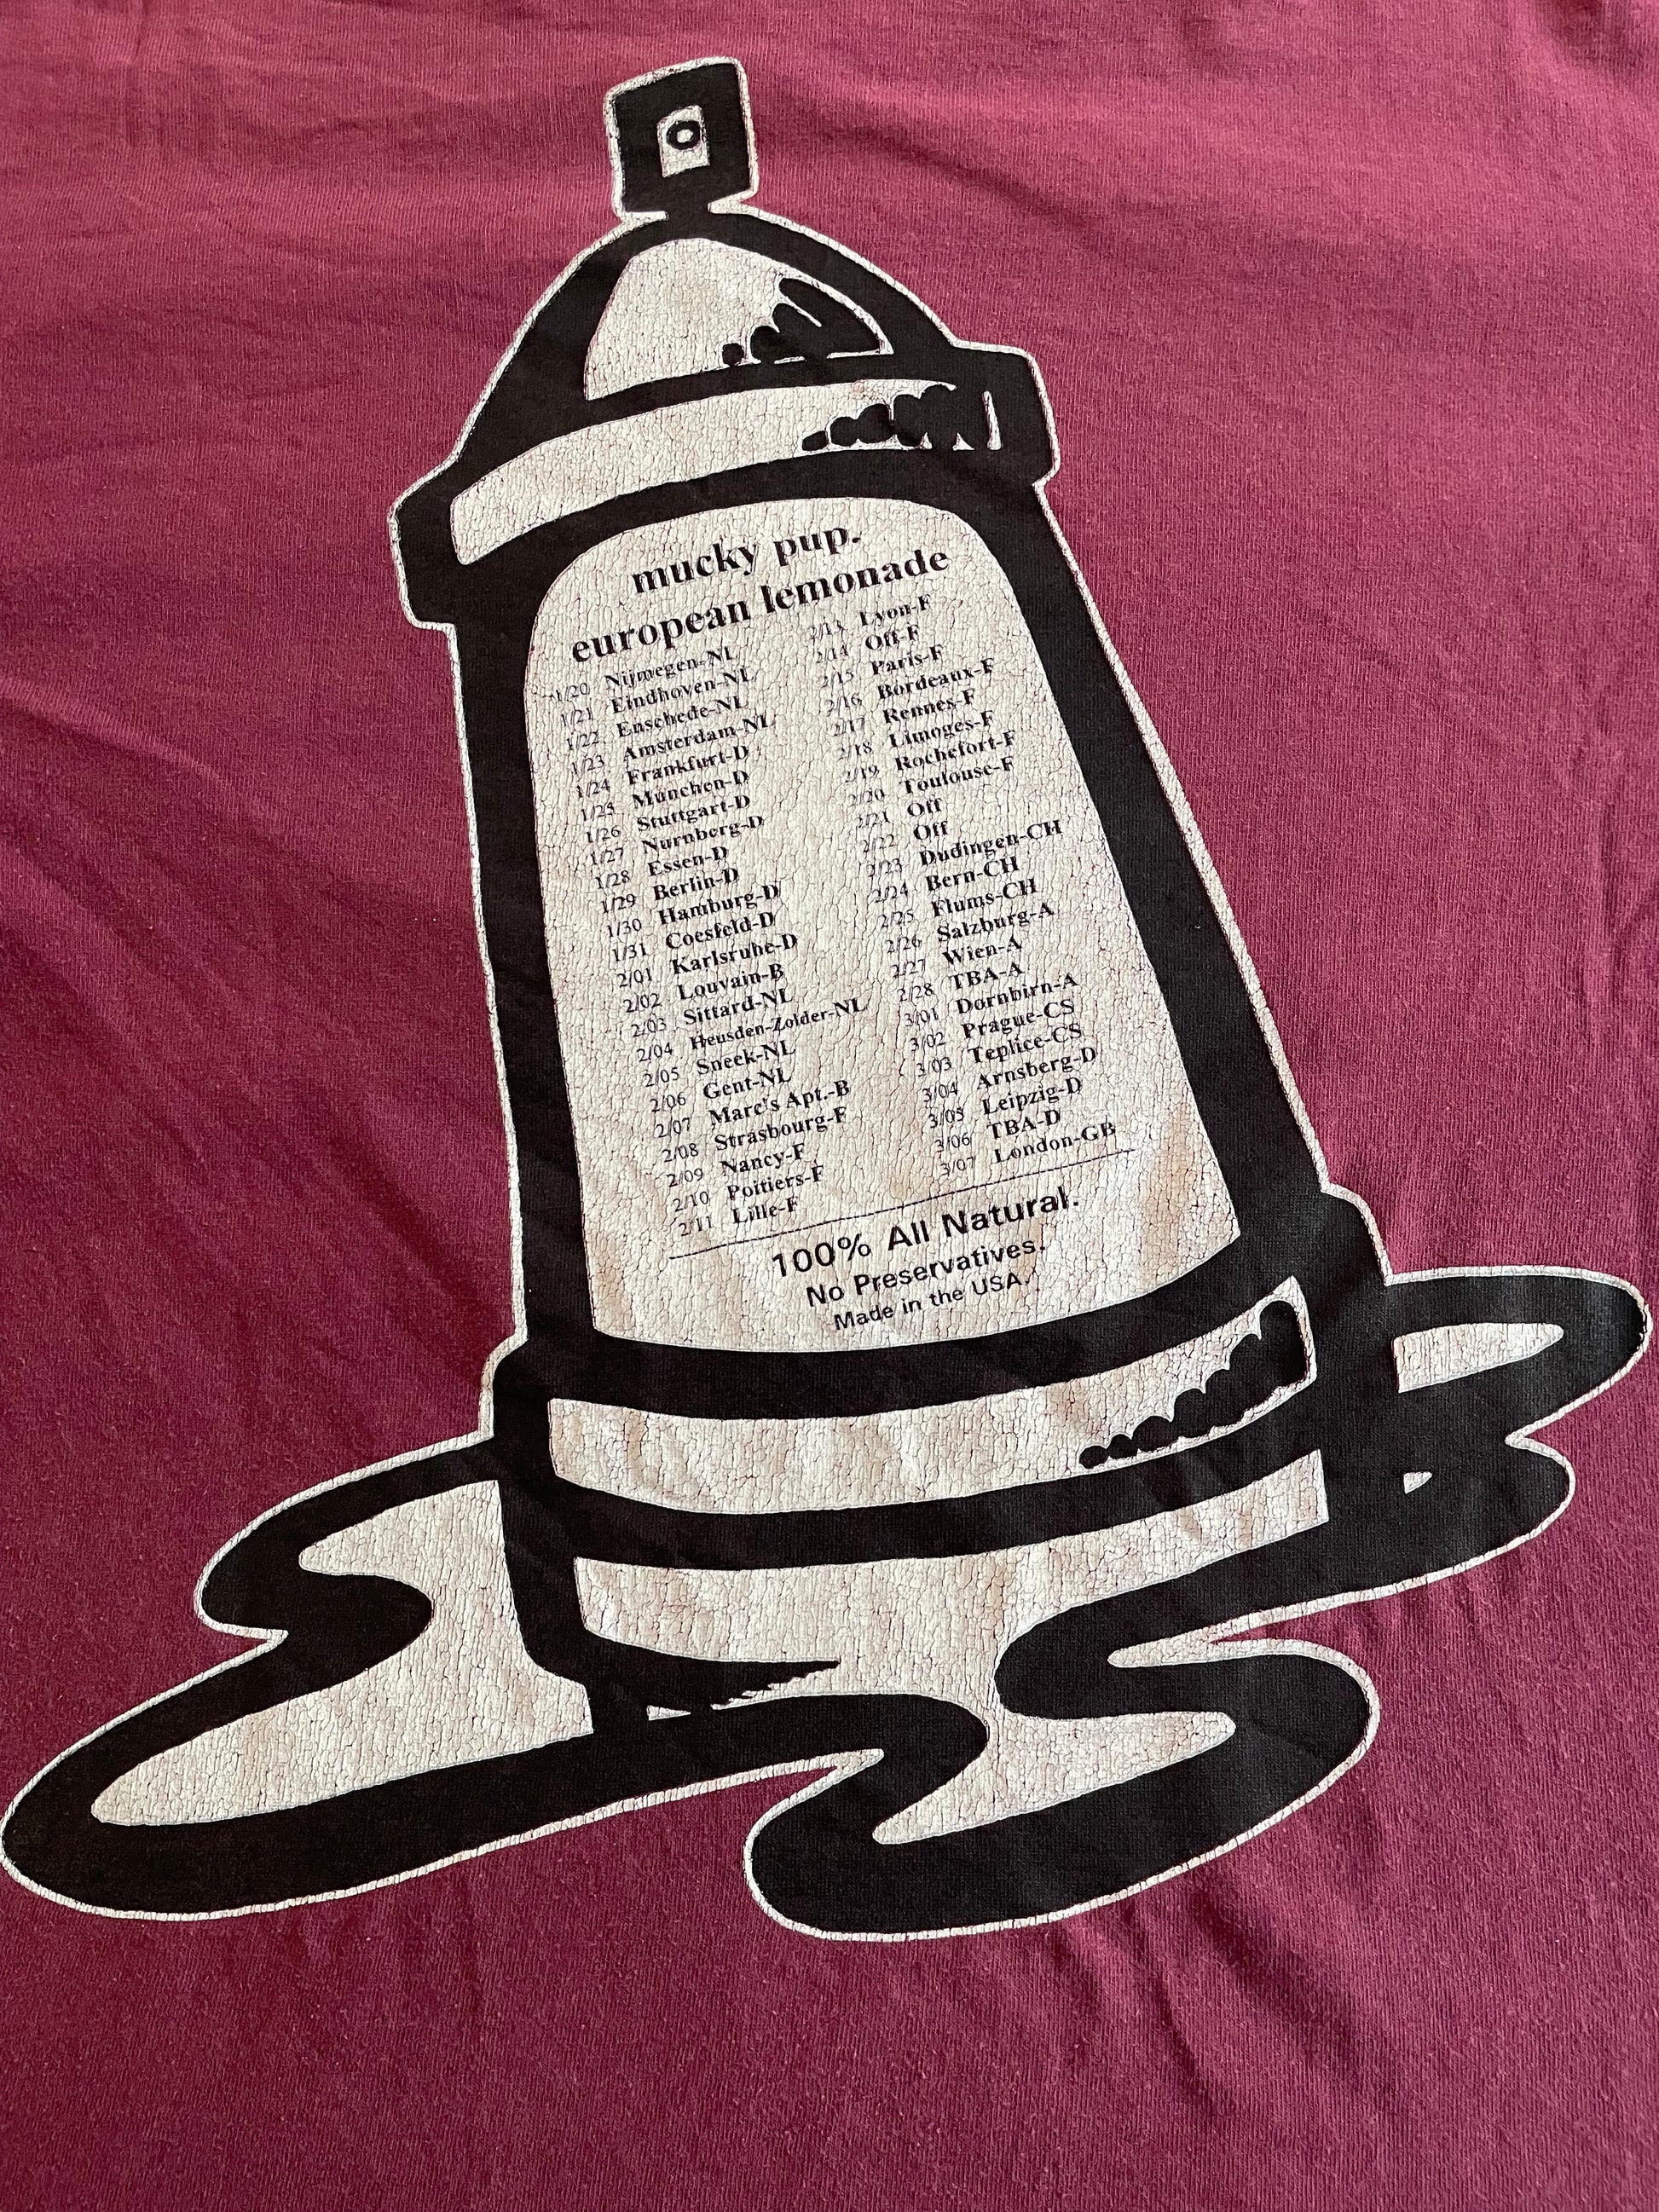 mucky pup.
european lemonade
1/20 Nijmegen-NL
1/21 Eindhoven-NL
1/22 Enschede-NL
1/23 Amsterdam-NL
1/24 Frankfurt-D
1/25 München-D
1/26 Stuttgart-D
1/27 Nurnberg-D
1/28 Essen-D
1/29 Berlin-D
1/30 Hamburg-D
1/31 Coesfeld-D
2/01 Karlsruhe-D
2/02 Louvain-B
2/03 Sittard-NL
2/04 Heusden-Zolder-NL
2/05 Sneek-NL
2/06 Gent-NL
2/07 Marc's Apt.-B
2/08 Strasbourg-F
2/09 Nancy-F
2/10 Poitiers-F
2/11 Lille-F
2/13 Lyon-F
2/14 Off-F
2/15 Paris-F
2/16 Bordeaux-F
2/17 Rennes-F
2/18 Limoges-F
2/19 Rochefort-F
2/20 Toulouse-F
2/21 Off
2/22 Off
2/23 Dudingen-CH
2/24 Bern-CH
2/25 Flums-CH
2/26 Salzburg-A
2/27 Wien-A
2/28 TBA-A
3/01 Dornbirn-A
3/02 Prague-CS
3/03 Teplice-CS
3/04 Arnsberg-D
3/05 Leipzig-D
3/06 TBA-D
3/07 London-GB
100% All Natural.
No Preservatives.
Made in the USA.